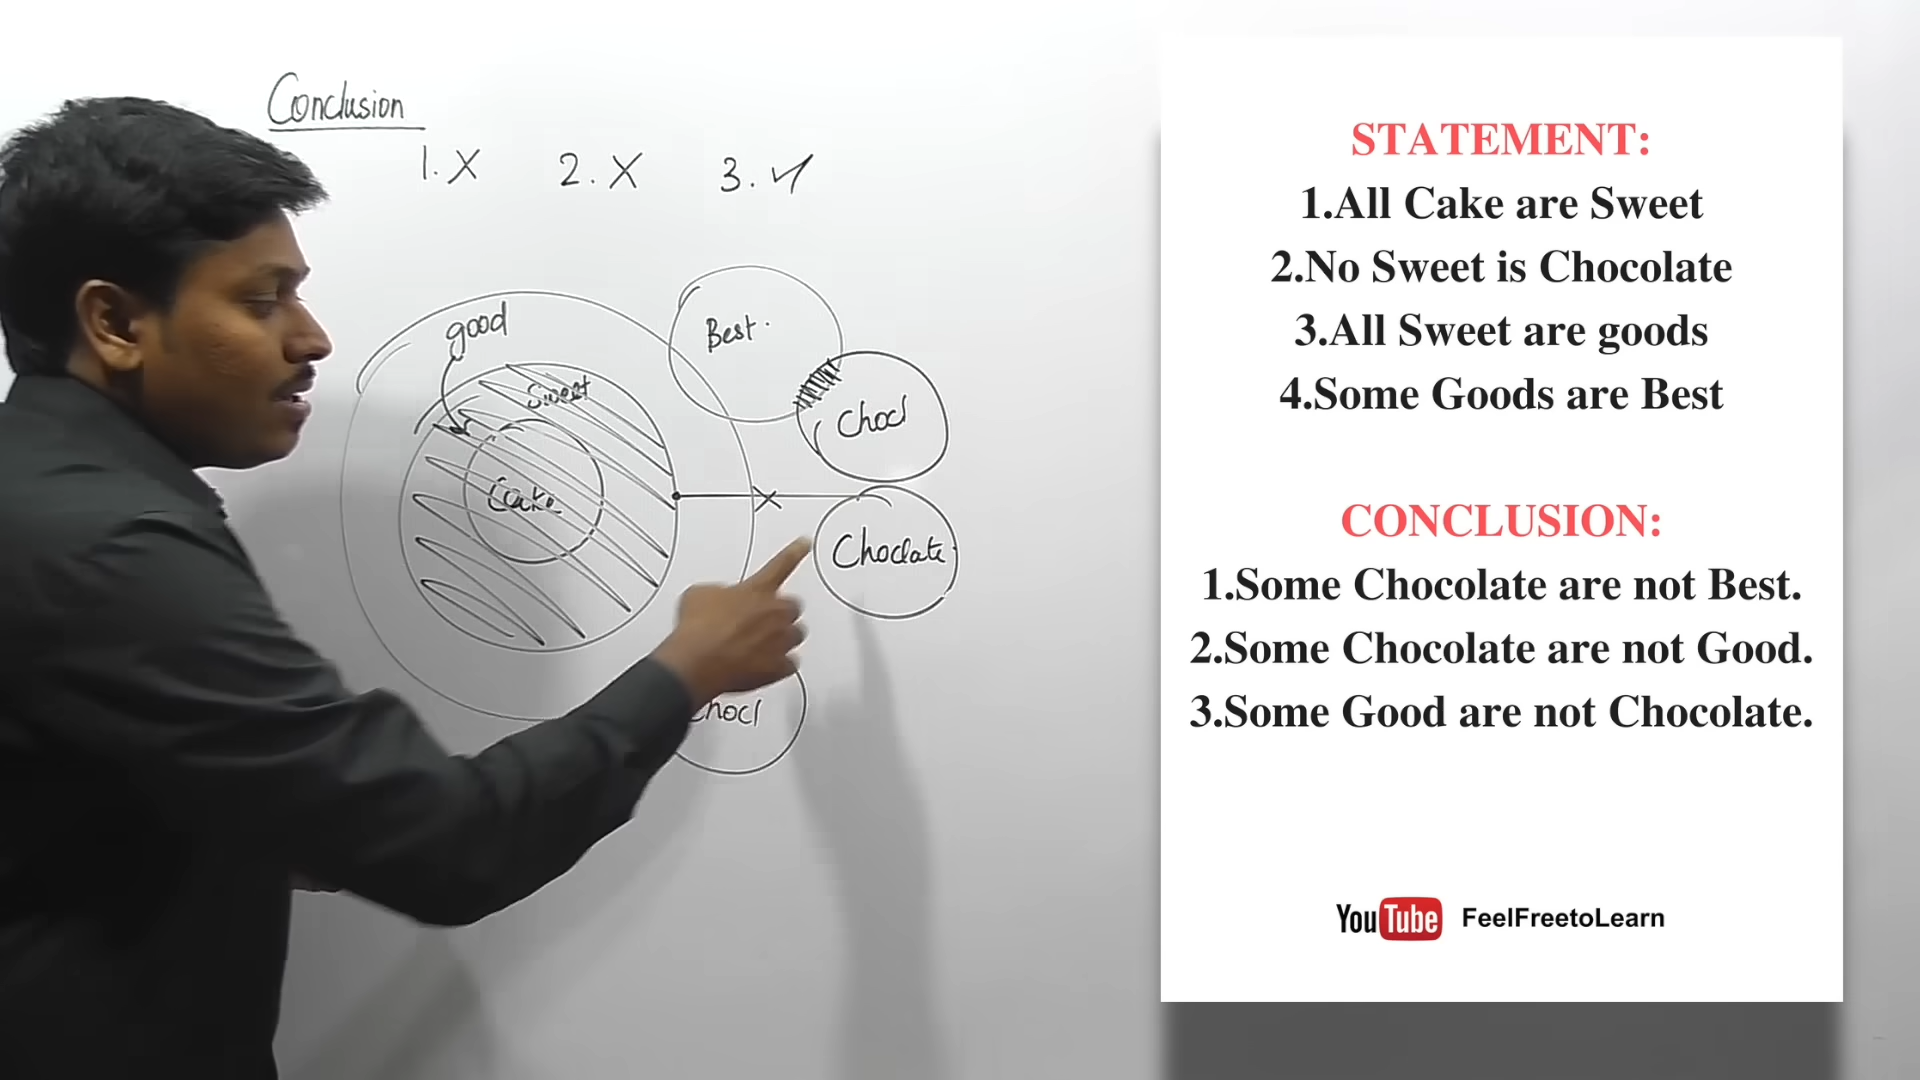 Conclusion
1. X 2. X 3. ✓
good
Sweet
Cake
Best.
Chocl
Choclate
Chocl
STATEMENT:
1.All Cake are Sweet
2.No Sweet is Chocolate
3.All Sweet are goods
4.Some Goods are Best
CONCLUSION:
1.Some Chocolate are not Best.
2.Some Chocolate are not Good.
3.Some Good are not Chocolate.
YouTube FeelFreetoLearn